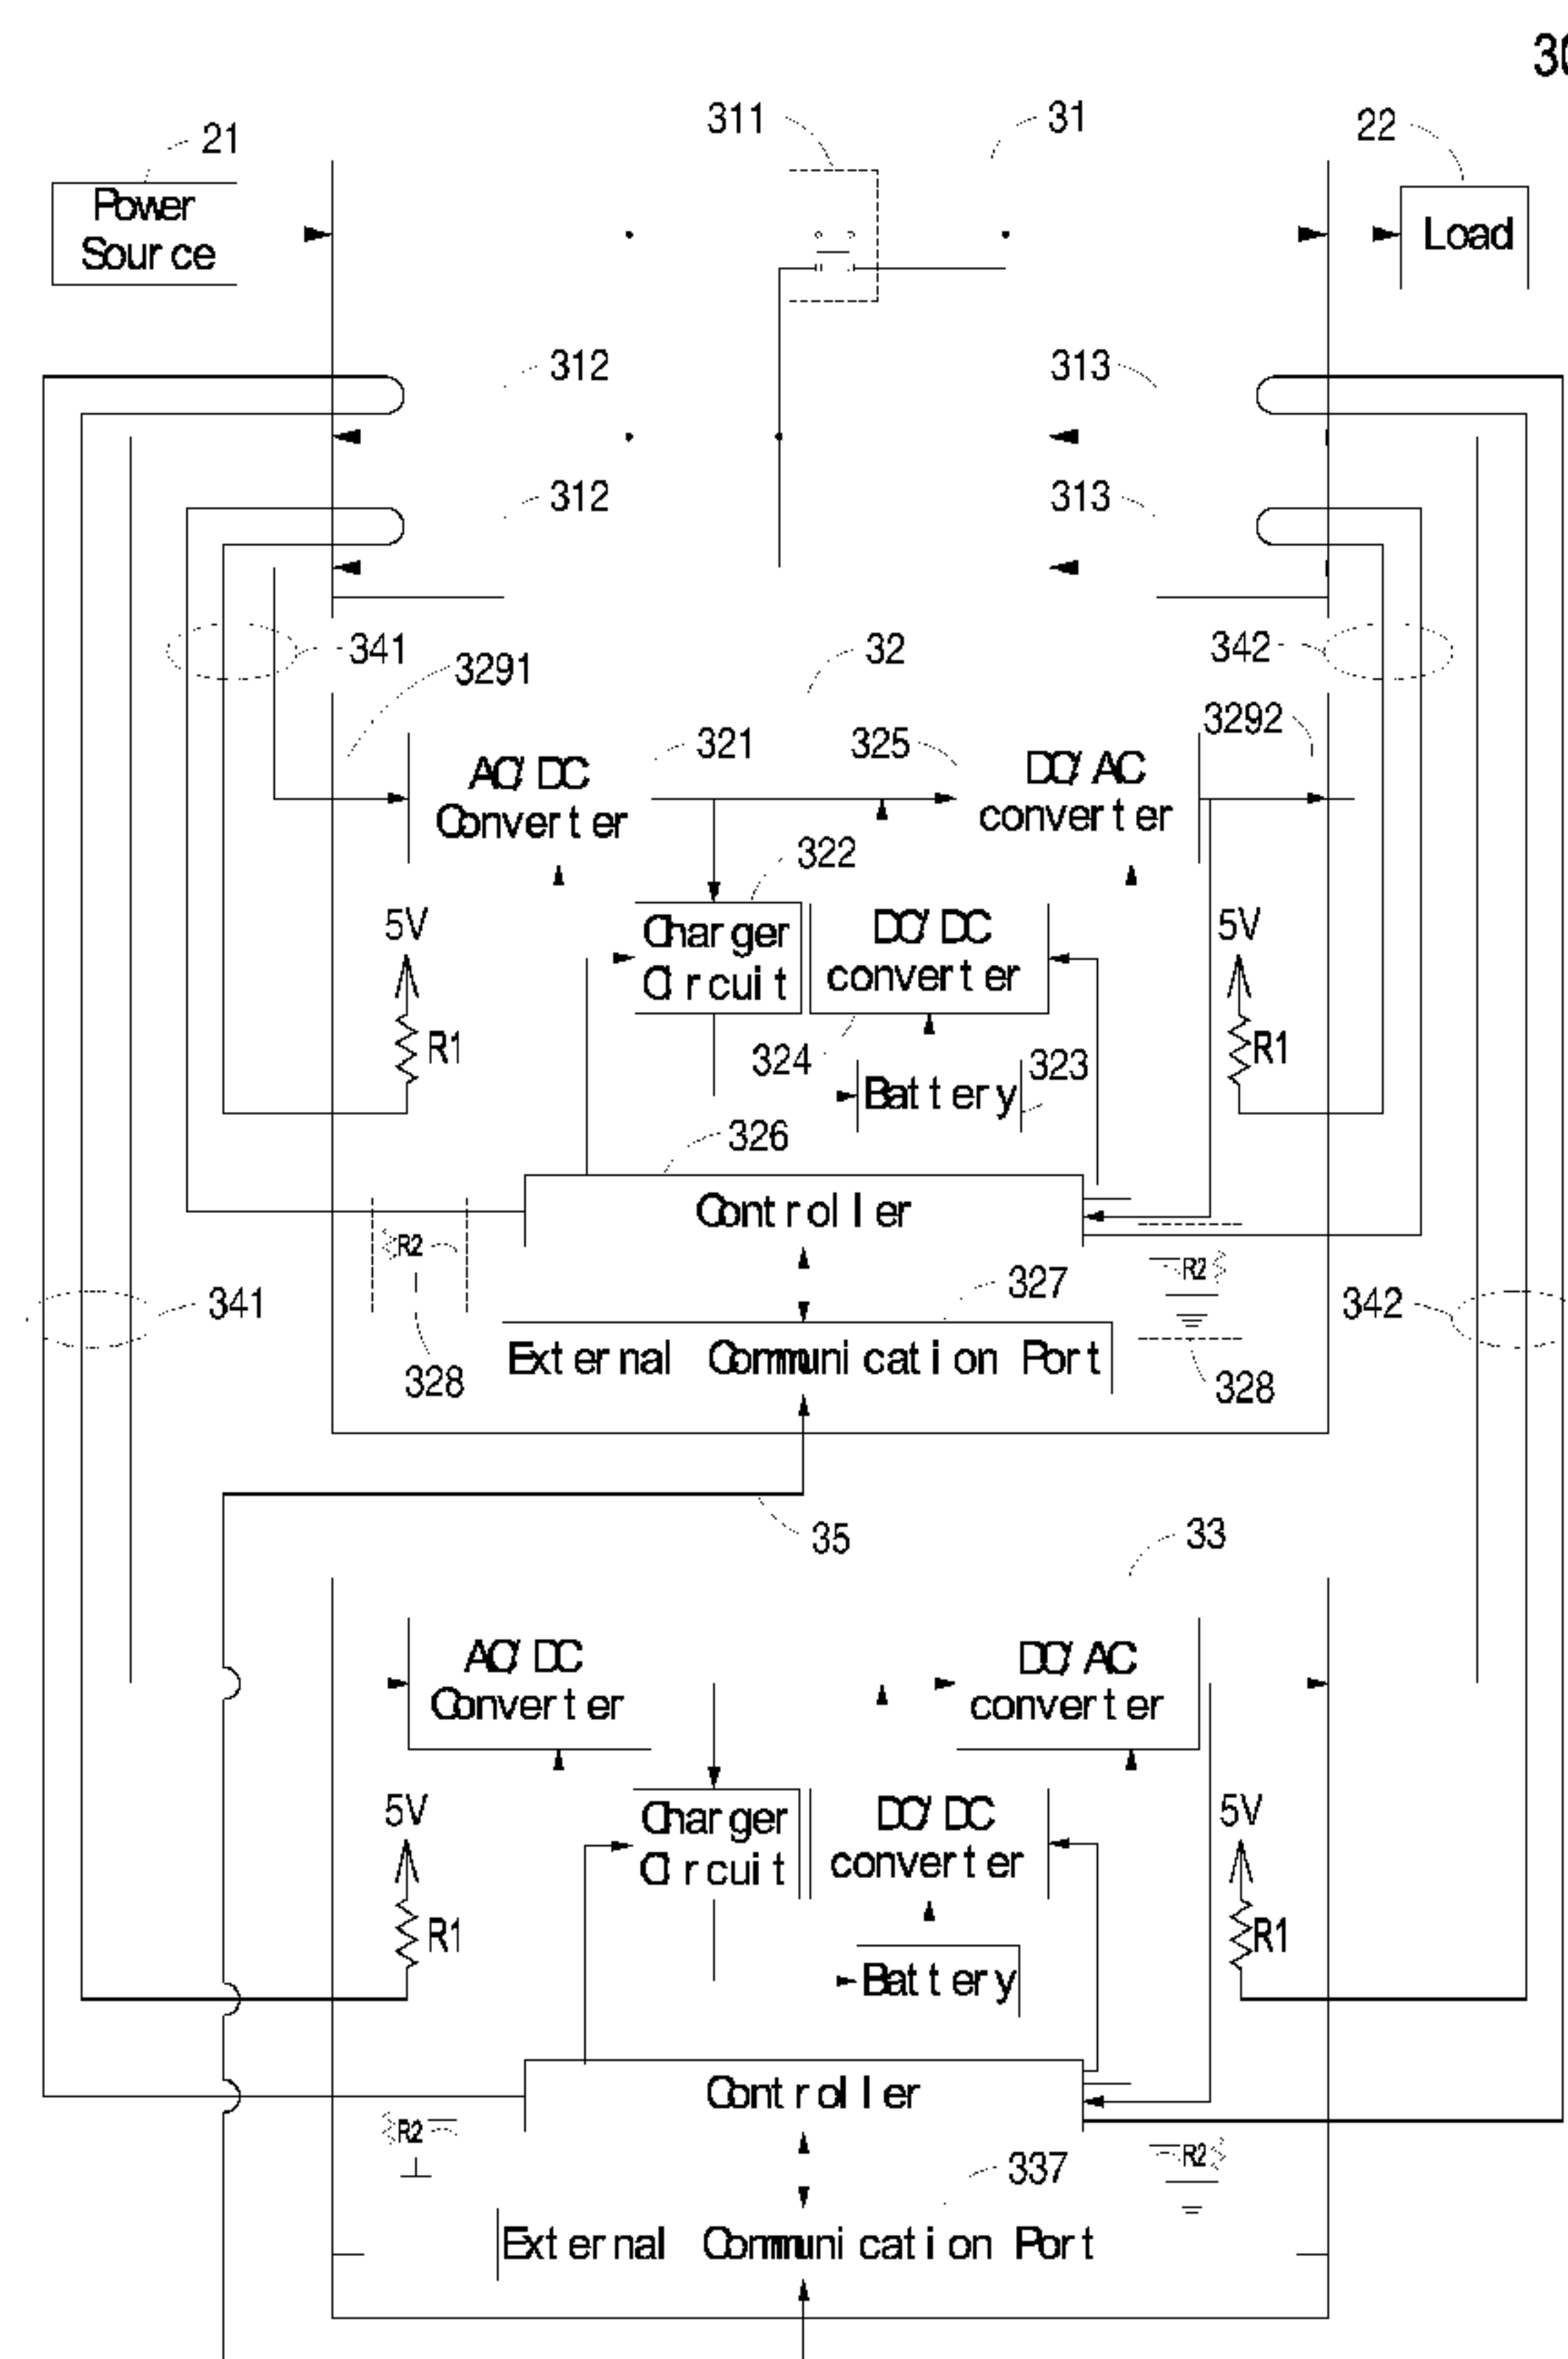 30
311
31
21
22
Power
Source
Load
312
313
312
313
341
3291
32
342
3292
321
325
AC/DC
Converter
DC/AC
converter
322
5V
Charger
Circuit
DC/DC
converter
5V
R1
324
323
R1
Battery
326
Controller
R2
R2
327
341
342
External Communication Port
328
328
35
33
AC/DC
Converter
DC/AC
converter
5V
Charger
Circuit
DC/DC
converter
5V
R1
R1
Battery
Controller
R2
R2
337
External Communication Port